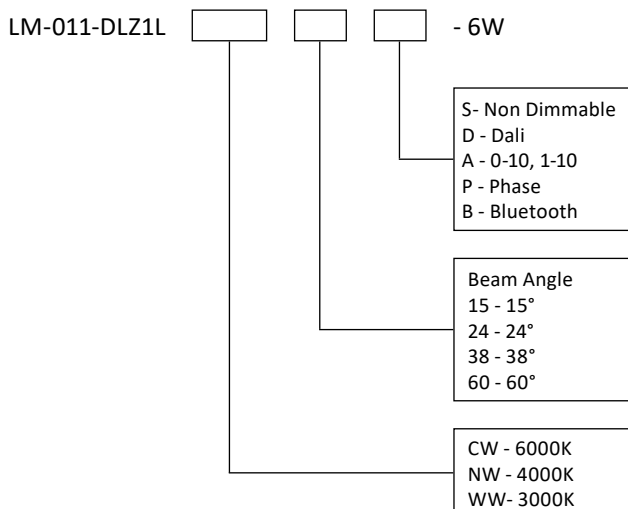 LM-011-DLZ1L - 6W
S- Non Dimmable
D - Dali
A - 0-10, 1-10
P - Phase
B - Bluetooth
Beam Angle
15 - 15°
24 - 24°
38 - 38°
60 - 60°
CW - 6000K
NW - 4000K
WW- 3000K